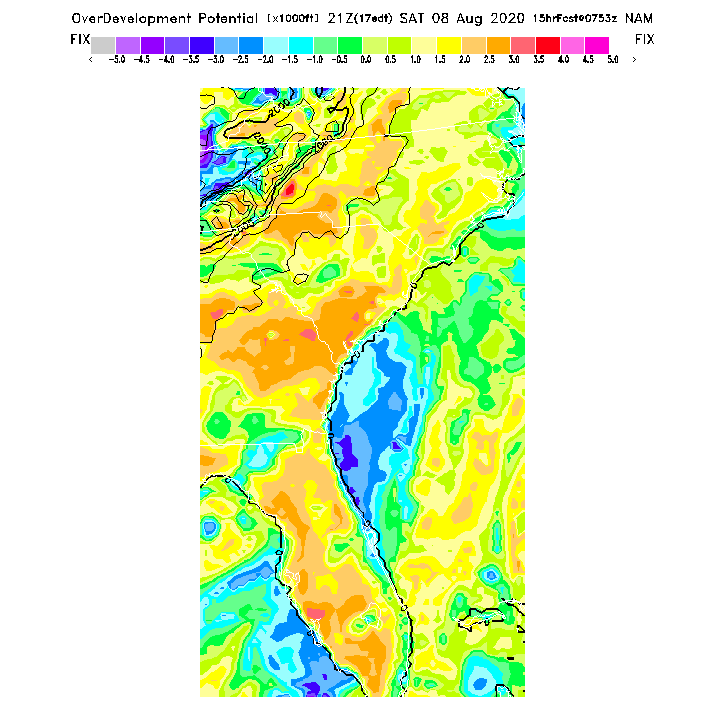 OverDevelopment Potential [x1000ft] 21Z(17edt) SAT 08 Aug 2020 15hrFcst@0753z NAM
FIX FIX
< -5.0 -4.5 -4.0 -3.5 -3.0 -2.5 -2.0 -1.5 -1.0 -0.5 0.0 0.5 1.0 1.5 2.0 2.5 3.0 3.5 4.0 4.5 5.0 >
2000